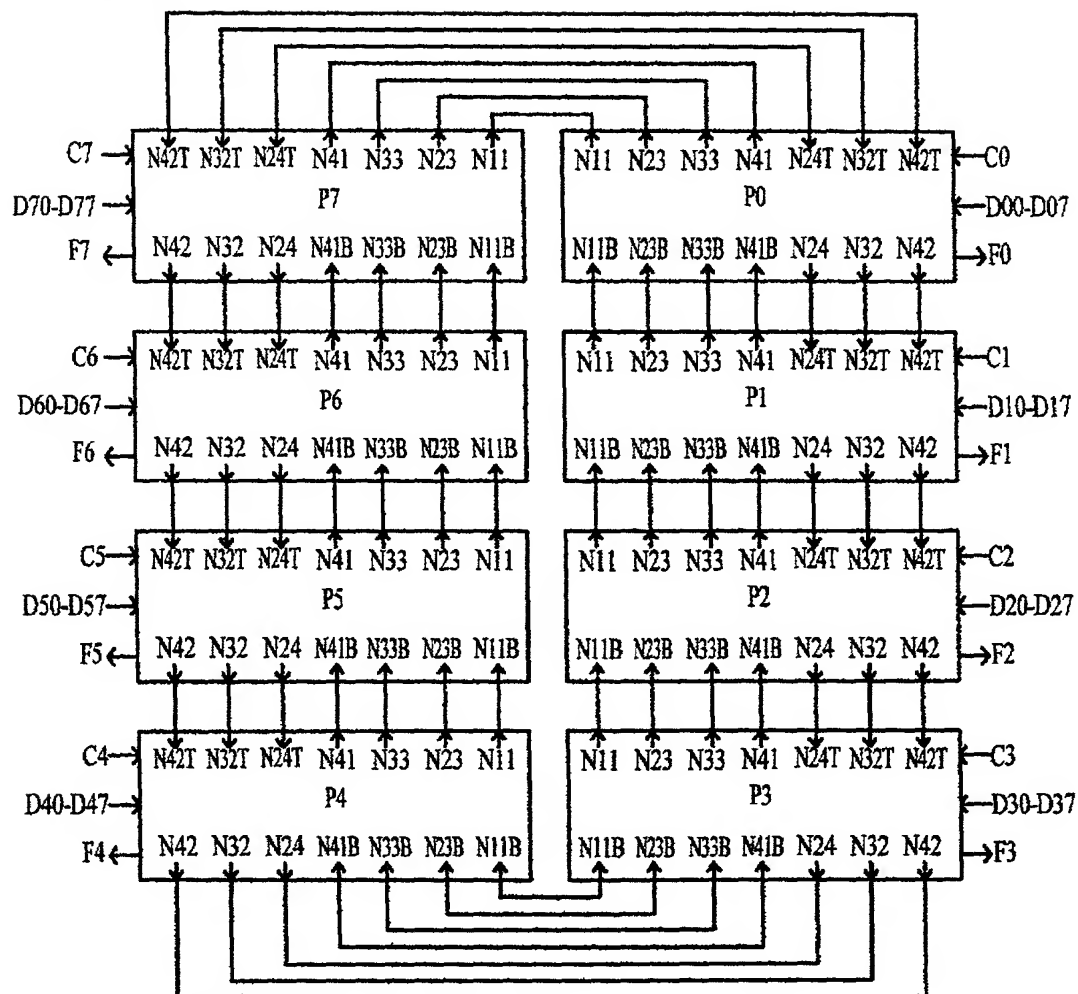 C7 N42T N32T N24T N41 N33 N23 N11 N11 N23 N33 N41 N24T N32T N42T C0
D70-D77 P7 P0 D00-D07
F7 N42 N32 N24 N41B N33B N23B N11B N11B N23B N33B N41B N24 N32 N42 F0
C6 N42T N32T N24T N41 N33 N23 N11 N11 N23 N33 N41 N24T N32T N42T C1
D60-D67 P6 P1 D10-D17
F6 N42 N32 N24 N41B N33B N23B N11B N11B N23B N33B N41B N24 N32 N42 F1
C5 N42T N32T N24T N41 N33 N23 N11 N11 N23 N33 N41 N24T N32T N42T C2
D50-D57 P5 P2 D20-D27
F5 N42 N32 N24 N41B N33B N23B N11B N11B N23B N33B N41B N24 N32 N42 F2
C4 N42T N32T N24T N41 N33 N23 N11 N11 N23 N33 N41 N24T N32T N42T C3
D40-D47 P4 P3 D30-D37
F4 N42 N32 N24 N41B N33B N23B N11B N11B N23B N33B N41B N24 N32 N42 F3